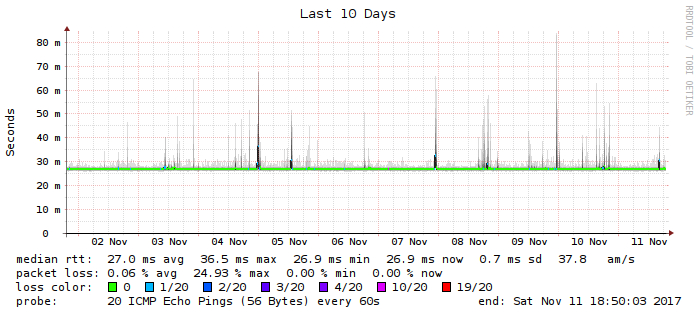 Last 10 Days
RRDTOOL / TOBI OETIKER
Seconds
80 m
70 m
60 m
50 m
40 m
30 m
20 m
10 m
0
02 Nov 03 Nov 04 Nov 05 Nov 06 Nov 07 Nov 08 Nov 09 Nov 10 Nov 11 Nov
median rtt: 27.0 ms avg 36.5 ms max 26.9 ms min 26.9 ms now 0.7 ms sd 37.8 am/s
packet loss: 0.06 % avg 24.93 % max 0.00 % min 0.00 % now
loss color: 0 1/20 2/20 3/20 4/20 10/20 19/20
probe: 20 ICMP Echo Pings (56 Bytes) every 60s end: Sat Nov 11 18:50:03 2017